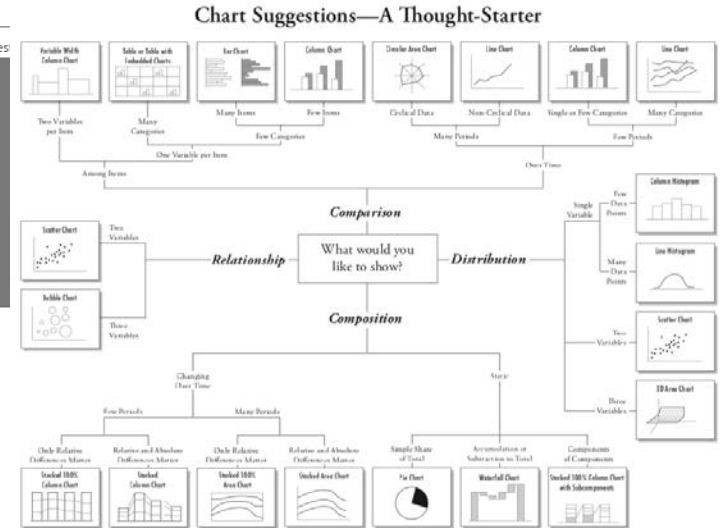 Chart Suggestions—A Thought-Starter
es
Variable Width
Column Chart
Table or Table with
Embedded Charts
Bar Chart
Column Chart
Circular Area Chart
Line Chart
Column Chart
Line Chart
Two Variables
per Item
Many
Categories
Many Items
Few Items
Cyclical Data
Non-Cyclical Data
Single or Few Categories
Many Categories
Few Categories
Many Periods
Few Periods
One Variable per Item
Among Items
Over Time
Comparison
What would you
like to show?
Relationship
Distribution
Composition
Scatter Chart
Two
Variables
Bubble Chart
Three
Variables
Single
Variable
Few
Data
Points
Column Histogram
Many
Data
Points
Line Histogram
Two
Variables
Scatter Chart
Three
Variables
3D Area Chart
Changing
Over Time
Static
Few Periods
Many Periods
Only Relative
Differences Matter
Relative and Absolute
Differences Matter
Only Relative
Differences Matter
Relative and Absolute
Differences Matter
Simple Share
of Total
Accumulation or
Subtraction to Total
Components
of Components
Stacked 100%
Column Chart
Stacked
Column Chart
Stacked 100%
Area Chart
Stacked Area Chart
Pie Chart
Waterfall Chart
Stacked 100% Column Chart
with Subcomponents